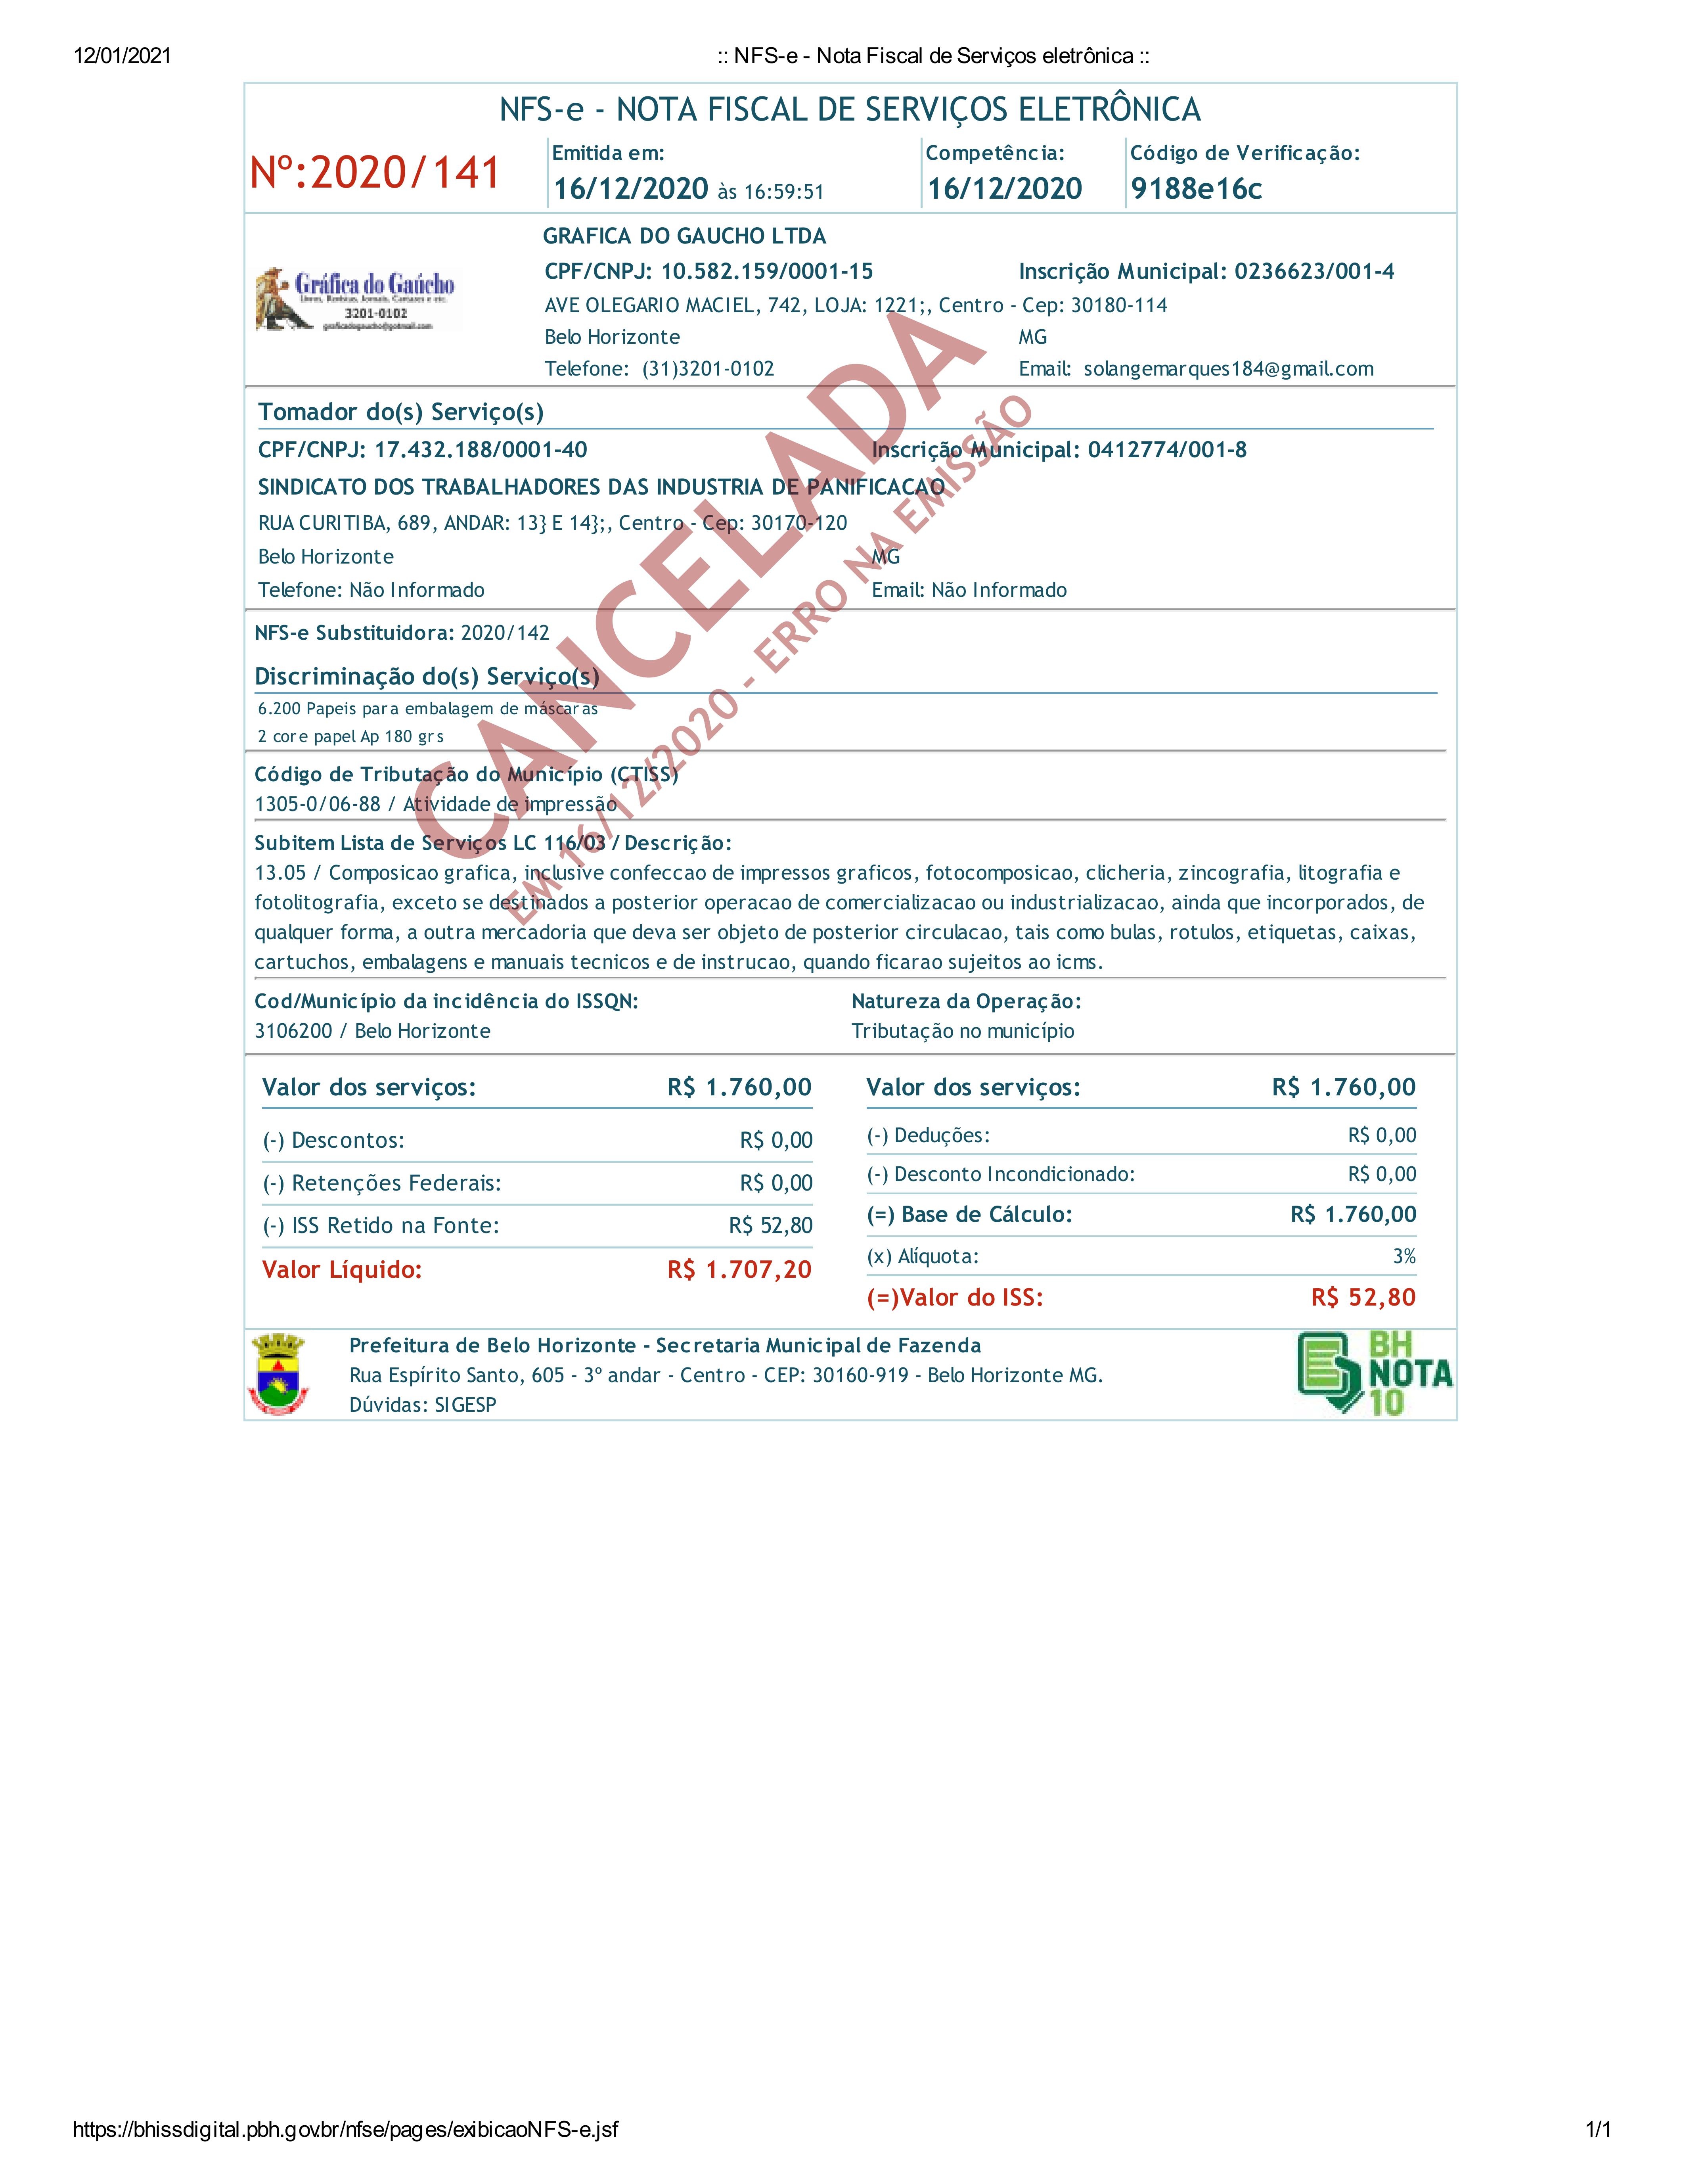 12/01/2021 :: NFS-e - Nota Fiscal de Serviços eletrônica ::
NFS-e - NOTA FISCAL DE SERVIÇOS ELETRÔNICA
Nº:2020/141
Emitida em: Competência: Código de Verificação:
16/12/2020 às 16:59:51 16/12/2020 9188e16c
Gráfica do Gaúcho
Livros, Revistas, Jornais, Cartazes e etc.
3201-0102
GRAFICA DO GAUCHO LTDA
CPF/CNPJ: 10.582.159/0001-15 Inscrição Municipal: 0236623/001-4
AVE OLEGARIO MACIEL, 742, LOJA: 1221;, Centro - Cep: 30180-114
Belo Horizonte MG
Telefone: (31)3201-0102 Email: solangemarques184@gmail.com
Tomador do(s) Serviço(s)
CPF/CNPJ: 17.432.188/0001-40 Inscrição Municipal: 0412774/001-8
SINDICATO DOS TRABALHADORES DAS INDUSTRIA DE PANIFICACAO
RUA CURITIBA, 689, ANDAR: 13} E 14};, Centro - Cep: 30170-120
Belo Horizonte MG
Telefone: Não Informado Email: Não Informado
CANCELADA
EM 16/12/2020 - ERRO NA EMISSÃO
NFS-e Substituidora: 2020/142
Discriminação do(s) Serviço(s)
6.200 Papeis para embalagem de máscaras
2 core papel Ap 180 grs
Código de Tributação do Município (CTISS)
1305-0/06-88 / Atividade de impressão
Subitem Lista de Serviços LC 116/03 / Descrição:
13.05 / Composicao grafica, inclusive confeccao de impressos graficos, fotocomposicao, clicheria, zincografia, litografia e
fotolitografia, exceto se destinados a posterior operacao de comercializacao ou industrializacao, ainda que incorporados, de
qualquer forma, a outra mercadoria que deva ser objeto de posterior circulacao, tais como bulas, rotulos, etiquetas, caixas,
cartuchos, embalagens e manuais tecnicos e de instrucao, quando ficarao sujeitos ao icms.
Cod/Município da incidência do ISSQN: Natureza da Operação:
3106200 / Belo Horizonte Tributação no município
Valor dos serviços: R$ 1.760,00
(-) Descontos: R$ 0,00
(-) Retenções Federais: R$ 0,00
(-) ISS Retido na Fonte: R$ 52,80
Valor Líquido: R$ 1.707,20
Valor dos serviços: R$ 1.760,00
(-) Deduções: R$ 0,00
(-) Desconto Incondicionado: R$ 0,00
(=) Base de Cálculo: R$ 1.760,00
(x) Alíquota: 3%
(=)Valor do ISS: R$ 52,80
Prefeitura de Belo Horizonte - Secretaria Municipal de Fazenda
Rua Espírito Santo, 605 - 3º andar - Centro - CEP: 30160-919 - Belo Horizonte MG.
Dúvidas: SIGESP
BH
NOTA
10
https://bhissdigital.pbh.gov.br/nfse/pages/exibicaoNFS-e.jsf 1/1